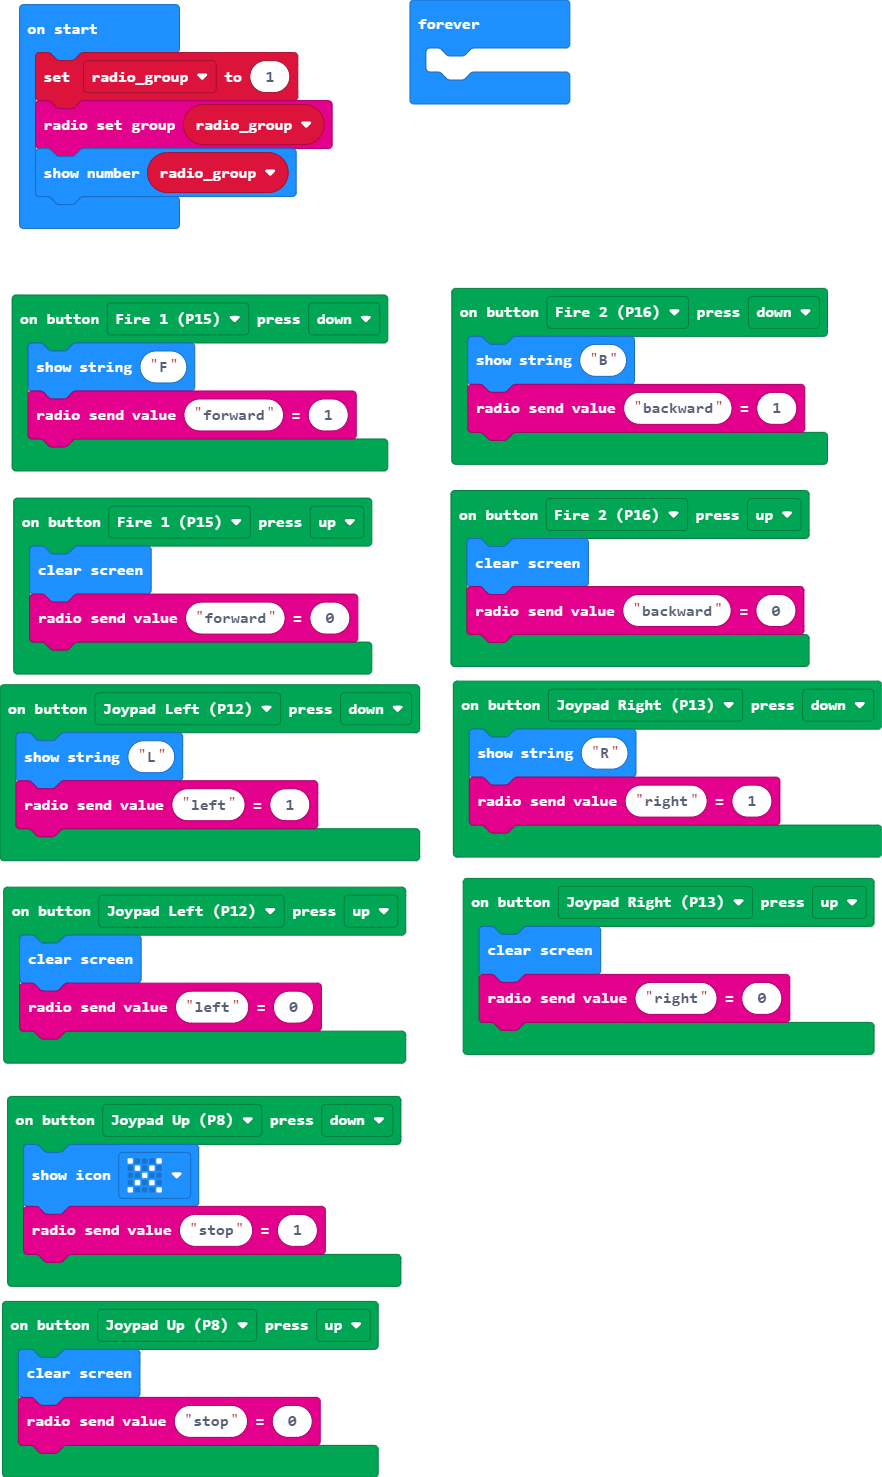 on start
set radio_group to 1
radio set group radio_group
show number radio_group
forever
on button Fire 1 (P15) press down
show string "F"
radio send value "forward" = 1
on button Fire 2 (P16) press down
show string "B"
radio send value "backward" = 1
on button Fire 1 (P15) press up
clear screen
radio send value "forward" = 0
on button Fire 2 (P16) press up
clear screen
radio send value "backward" = 0
on button Joypad Left (P12) press down
show string "L"
radio send value "left" = 1
on button Joypad Right (P13) press down
show string "R"
radio send value "right" = 1
on button Joypad Left (P12) press up
clear screen
radio send value "left" = 0
on button Joypad Right (P13) press up
clear screen
radio send value "right" = 0
on button Joypad Up (P8) press down
show icon
radio send value "stop" = 1
on button Joypad Up (P8) press up
clear screen
radio send value "stop" = 0